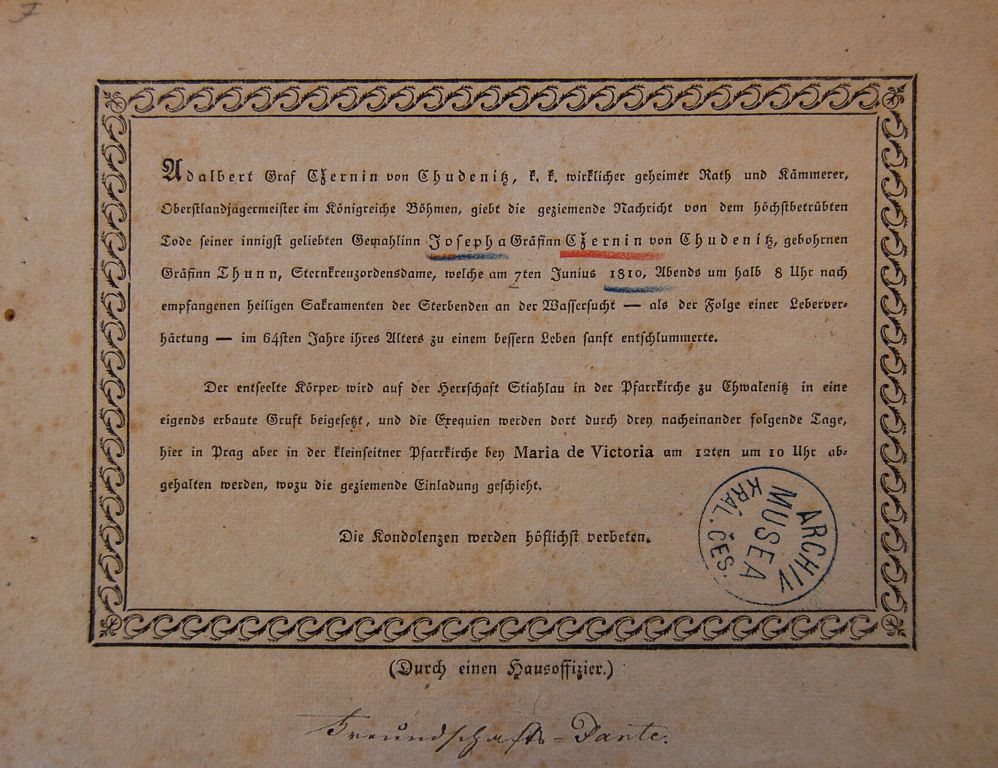 Adalbert Graf Czernin von Chudenitz, k. k. wirklicher geheimer Rath und Kämmerer,
Oberstlandjägermeister im Königreiche Böhmen, giebt die geziemende Nachricht von dem höchstbetrübten
Tode seiner innigst geliebten Gemahlinn Josepha Gräfinn Czernin von Chudenitz, gebohrnen
Gräfinn Thunn, Sternkreuzordensdame, welche am 7ten Junius 1810, Abends um halb 8 Uhr nach
empfangenen heiligen Sakramenten der Sterbenden an der Wassersucht — als der Folge einer Leberver-
härtung — im 64sten Jahre ihres Alters zu einem bessern Leben sanft entschlummerte.
Der entseelte Körper wird auf der Herrschaft Stiahlau in der Pfarrkirche zu Chwalenitz in eine
eigends erbaute Gruft beigesetzt, und die Exequien werden dort durch drey nacheinander folgende Tage,
hier in Prag aber in der kleinseitner Pfarrkirche bey Maria de Victoria am 12ten um 10 Uhr ab-
gehalten werden, wozu die geziemende Einladung geschieht.
Die Kondolenzen werden höflichst verbeten.
ARCHIV
MUSEA
KRÁL. ČES.
(Durch einen Hausoffizier.)
Freundschafts-Tante.